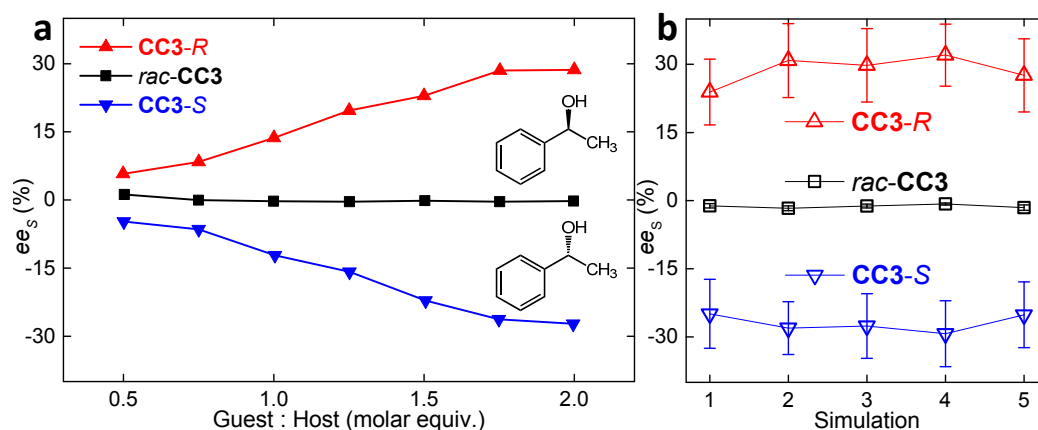 a
CC3-R
rac-CC3
CC3-S
30
15
0
-15
-30
ee_S (%)
OH
CH3
OH
CH3
0.5 1.0 1.5 2.0
Guest : Host (molar equiv.)
b
30
15
0
-15
-30
ee_S (%)
CC3-R
rac-CC3
CC3-S
1 2 3 4 5
Simulation